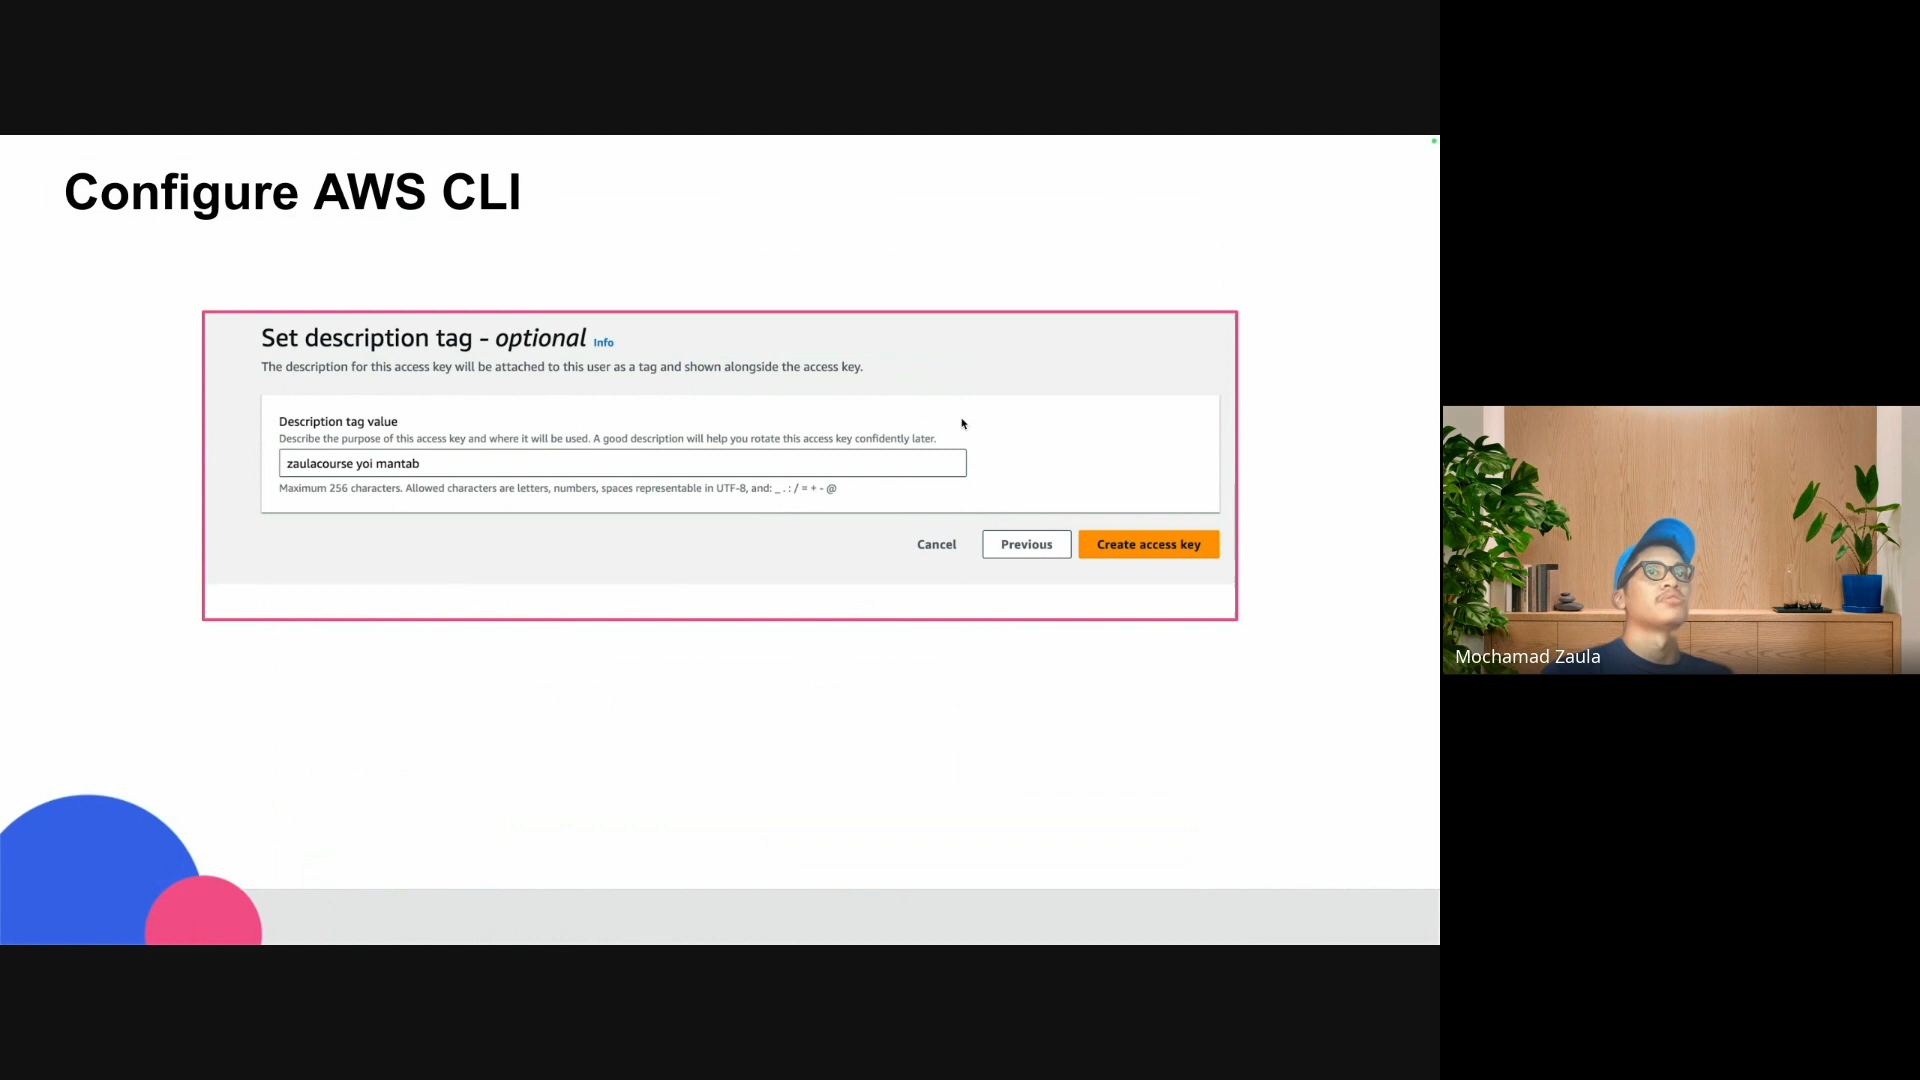 Configure AWS CLI
Set description tag - optional Info
The description for this access key will be attached to this user as a tag and shown alongside the access key.
Description tag value
Describe the purpose of this access key and where it will be used. A good description will help you rotate this access key confidently later.
zaulacourse yoi mantab
Maximum 256 characters. Allowed characters are letters, numbers, spaces representable in UTF-8, and: _ . : / = + - @
Cancel Previous Create access key
Mochamad Zaula